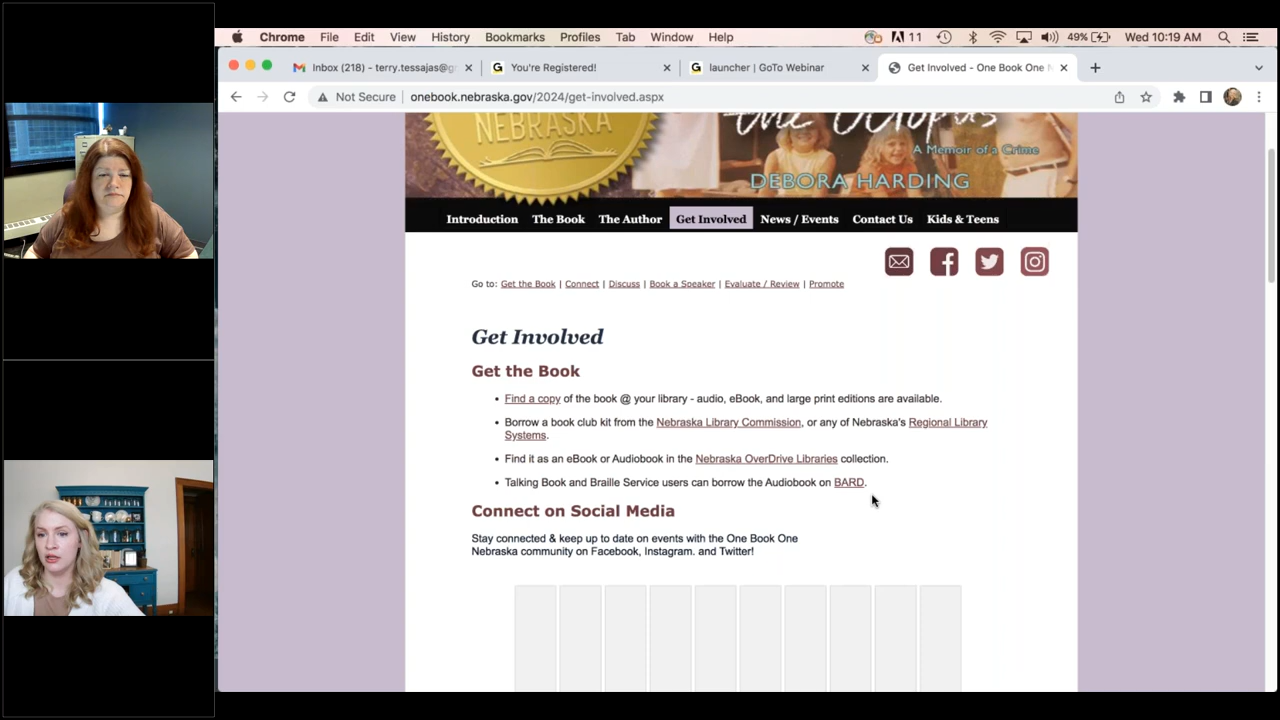 Chrome File Edit View History Bookmarks Profiles Tab Window Help 11 49% Wed 10:19 AM
Inbox (218) - terry.tessajas@g
You're Registered!
launcher | GoTo Webinar
Get Involved - One Book One N
Not Secure | onebook.nebraska.gov/2024/get-involved.aspx
NEBRASKA
the Octopus
A Memoir of a Crime
DEBORA HARDING
Introduction The Book The Author Get Involved News / Events Contact Us Kids & Teens
Go to: Get the Book | Connect | Discuss | Book a Speaker | Evaluate / Review | Promote
Get Involved
Get the Book
• Find a copy of the book @ your library - audio, eBook, and large print editions are available.
• Borrow a book club kit from the Nebraska Library Commission, or any of Nebraska's Regional Library
Systems.
• Find it as an eBook or Audiobook in the Nebraska OverDrive Libraries collection.
• Talking Book and Braille Service users can borrow the Audiobook on BARD.
Connect on Social Media
Stay connected & keep up to date on events with the One Book One
Nebraska community on Facebook, Instagram. and Twitter!